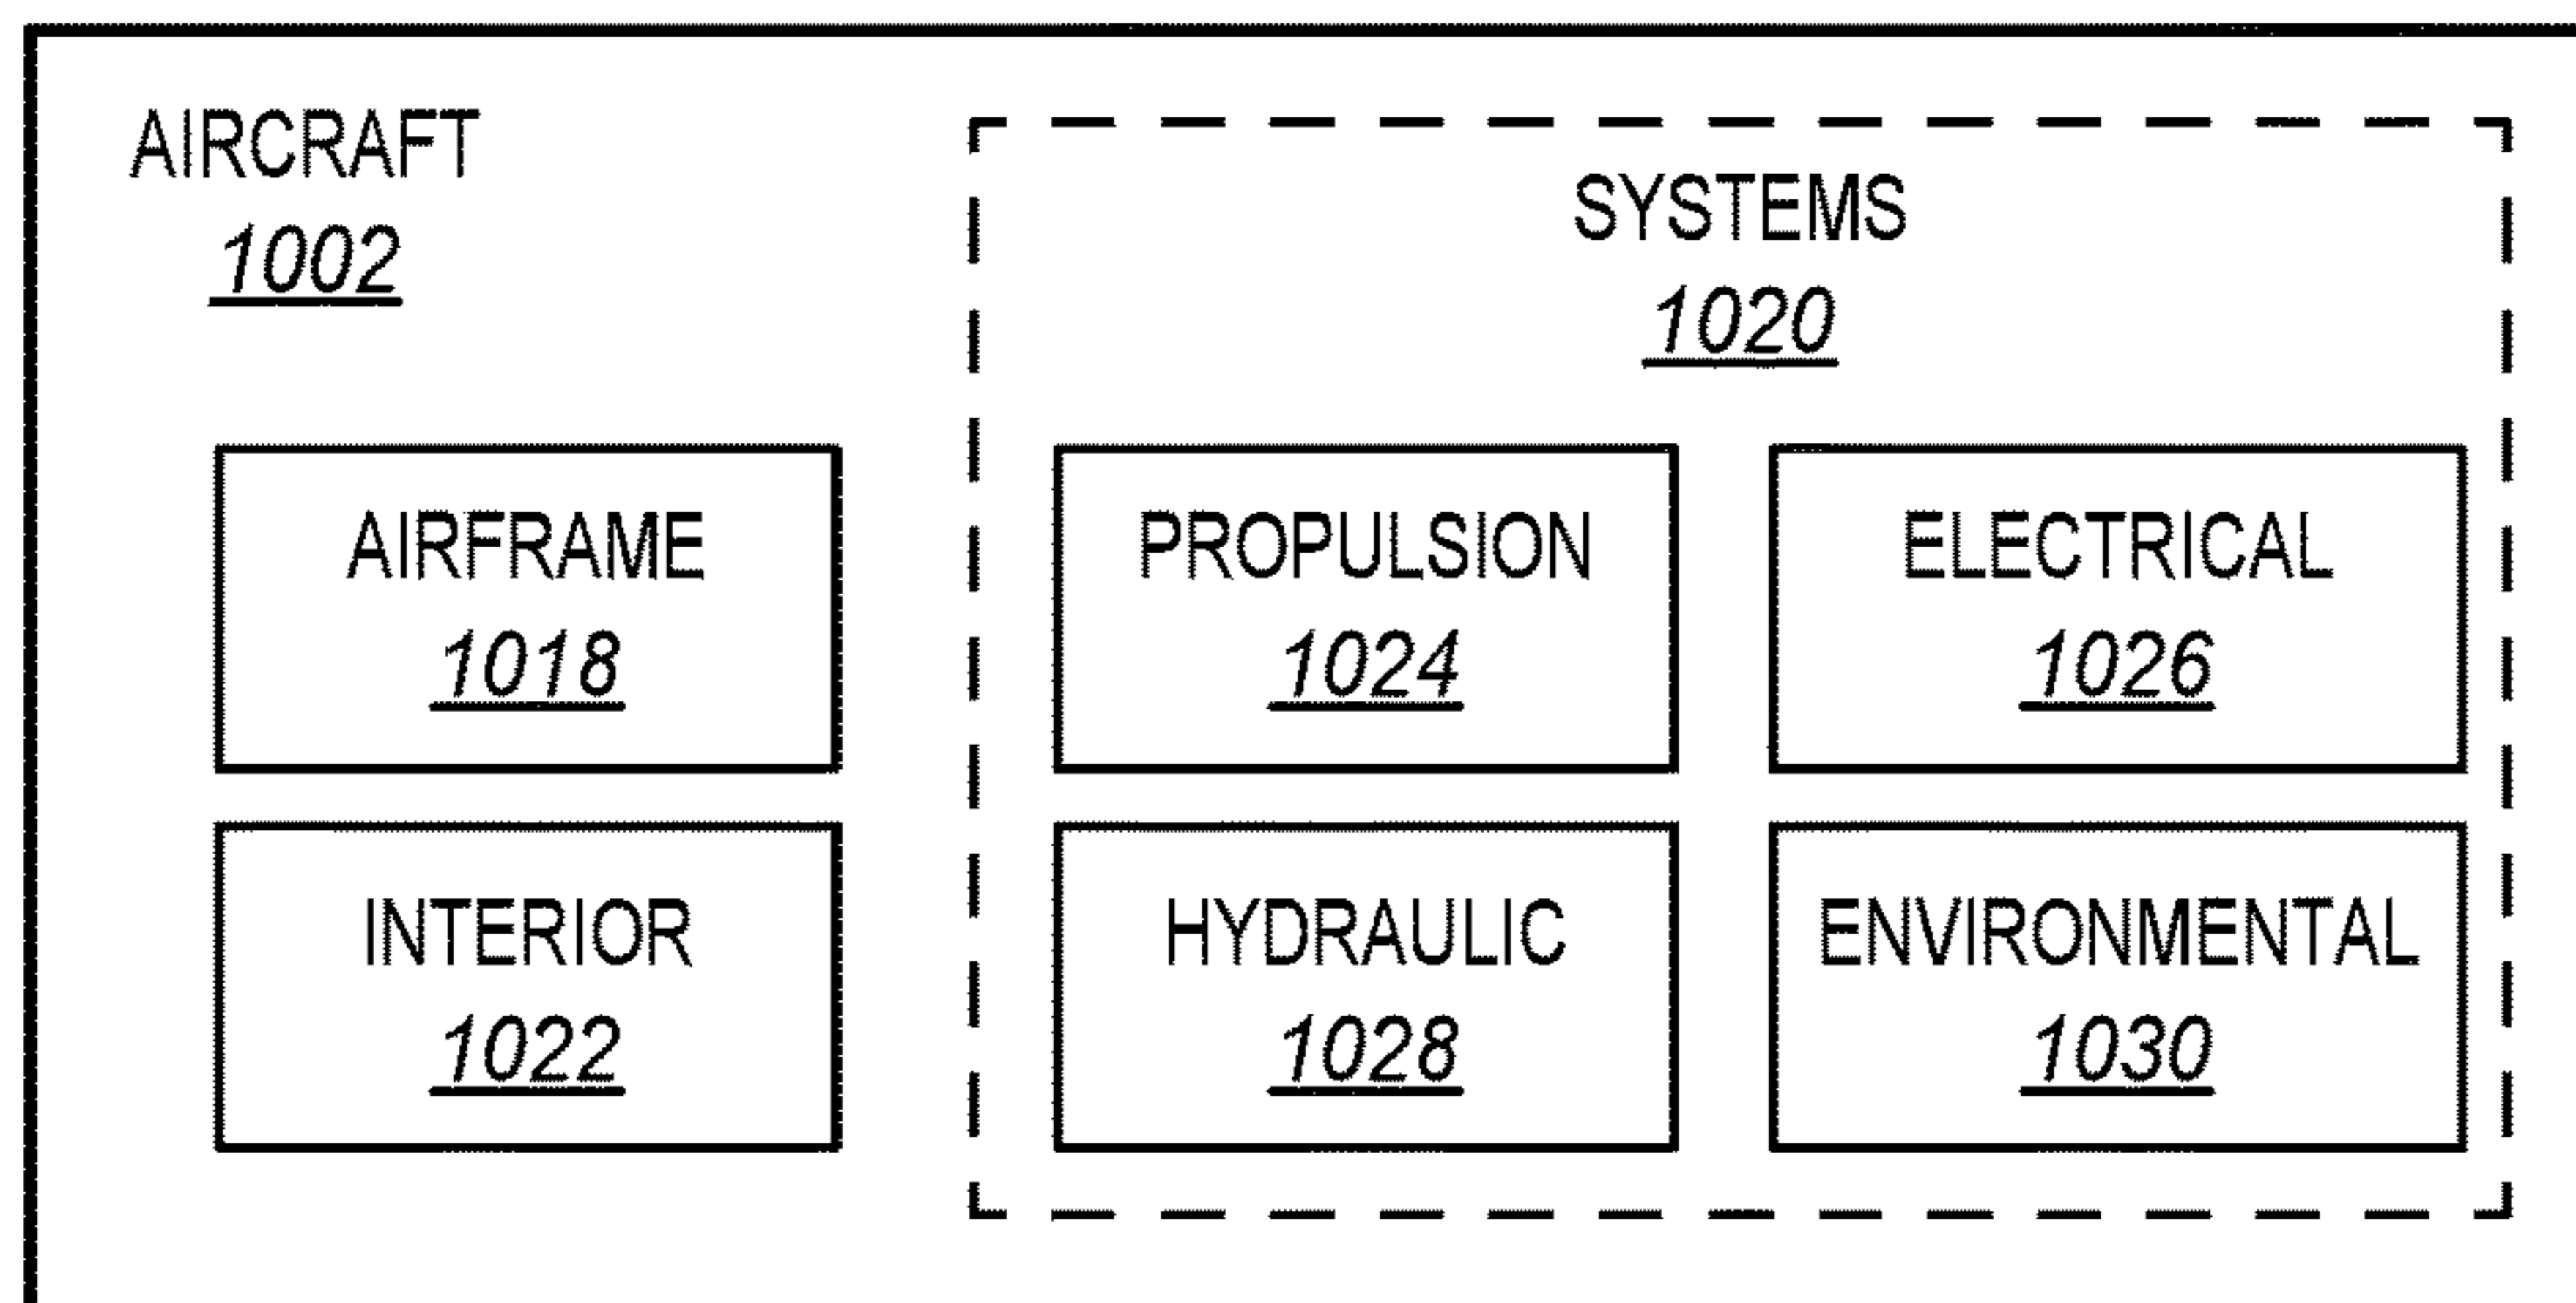 AIRCRAFT
1002
SYSTEMS
1020
AIRFRAME
1018
PROPULSION
1024
ELECTRICAL
1026
INTERIOR
1022
HYDRAULIC
1028
ENVIRONMENTAL
1030